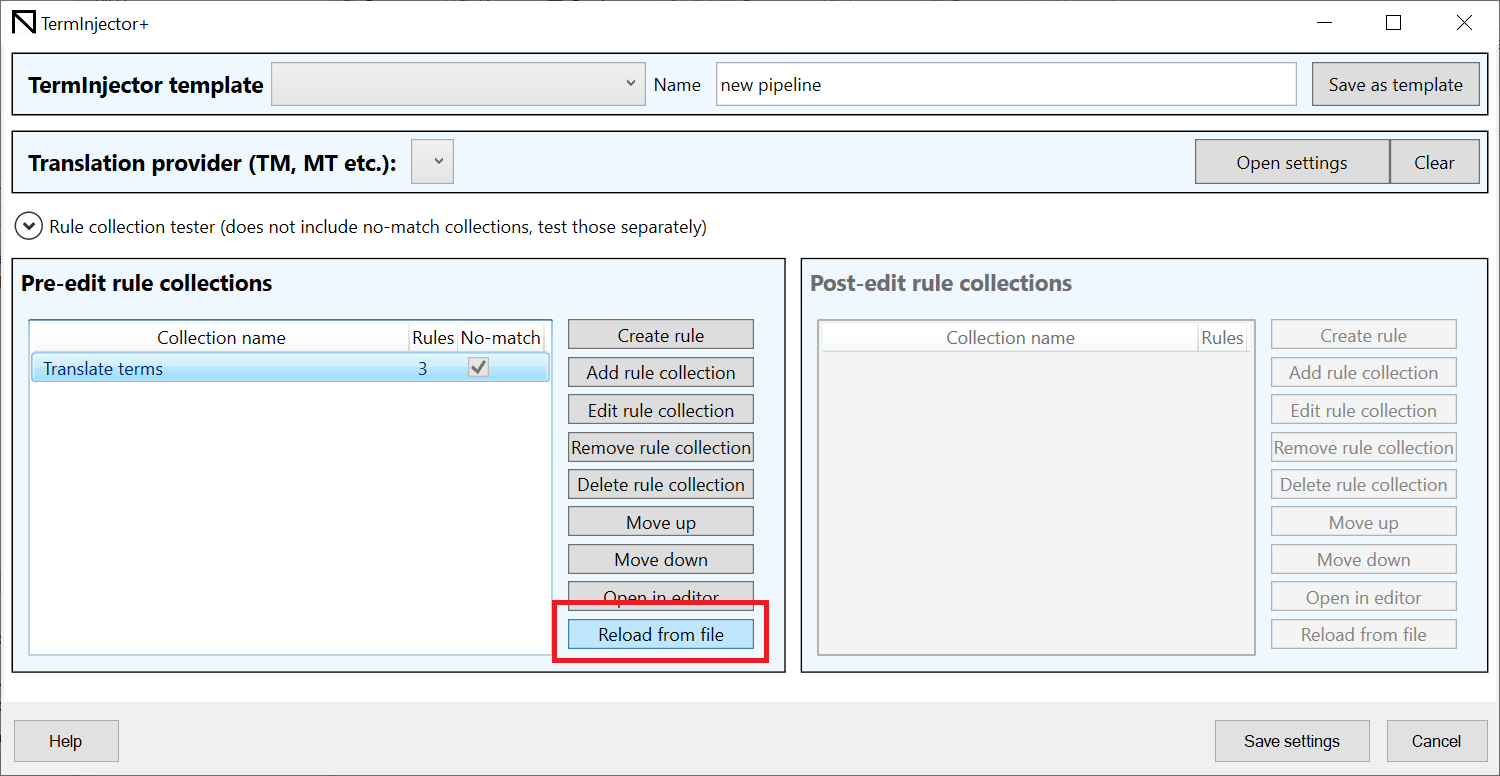 TermInjector+
TermInjector template
Name
new pipeline
Save as template
Translation provider (TM, MT etc.):
Open settings
Clear
Rule collection tester (does not include no-match collections, test those separately)
Pre-edit rule collections
Collection name Rules No-match
Translate terms 3
Create rule
Add rule collection
Edit rule collection
Remove rule collection
Delete rule collection
Move up
Move down
Open in editor
Reload from file
Post-edit rule collections
Collection name Rules
Create rule
Add rule collection
Edit rule collection
Remove rule collection
Delete rule collection
Move up
Move down
Open in editor
Reload from file
Help
Save settings
Cancel